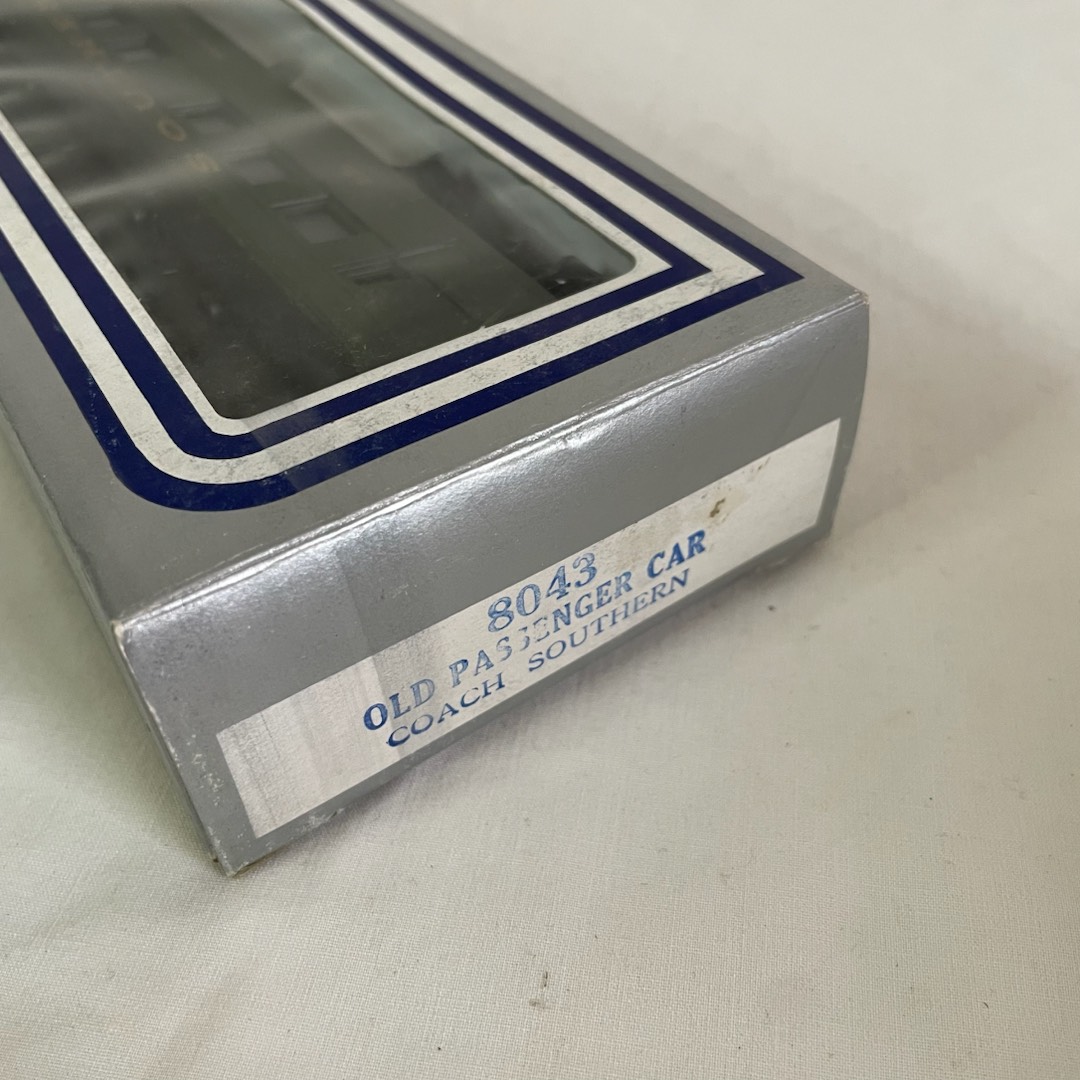 8043
OLD PASSENGER CAR
COACH SOUTHERN